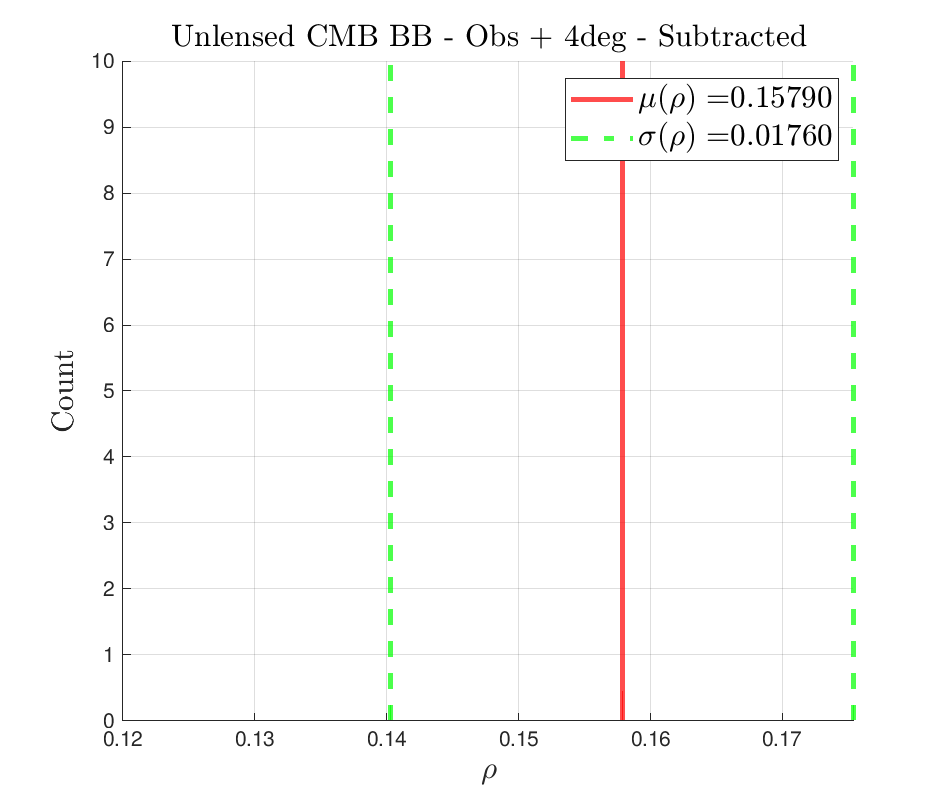 Unlensed CMB BB - Obs + 4deg - Subtracted
μ(ρ) =0.15790
σ(ρ) =0.01760
10
9
8
7
6
5
4
3
2
1
0
Count
0.12 0.13 0.14 0.15 0.16 0.17
ρ